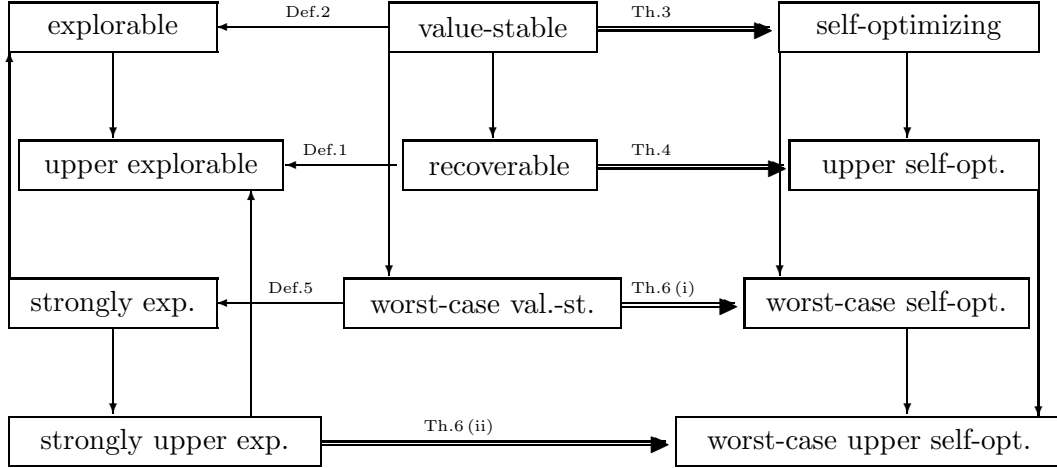 explorable
Def.2
value-stable
Th.3
self-optimizing
upper explorable
Def.1
recoverable
Th.4
upper self-opt.
strongly exp.
Def.5
worst-case val.-st.
Th.6 (i)
worst-case self-opt.
strongly upper exp.
Th.6 (ii)
worst-case upper self-opt.